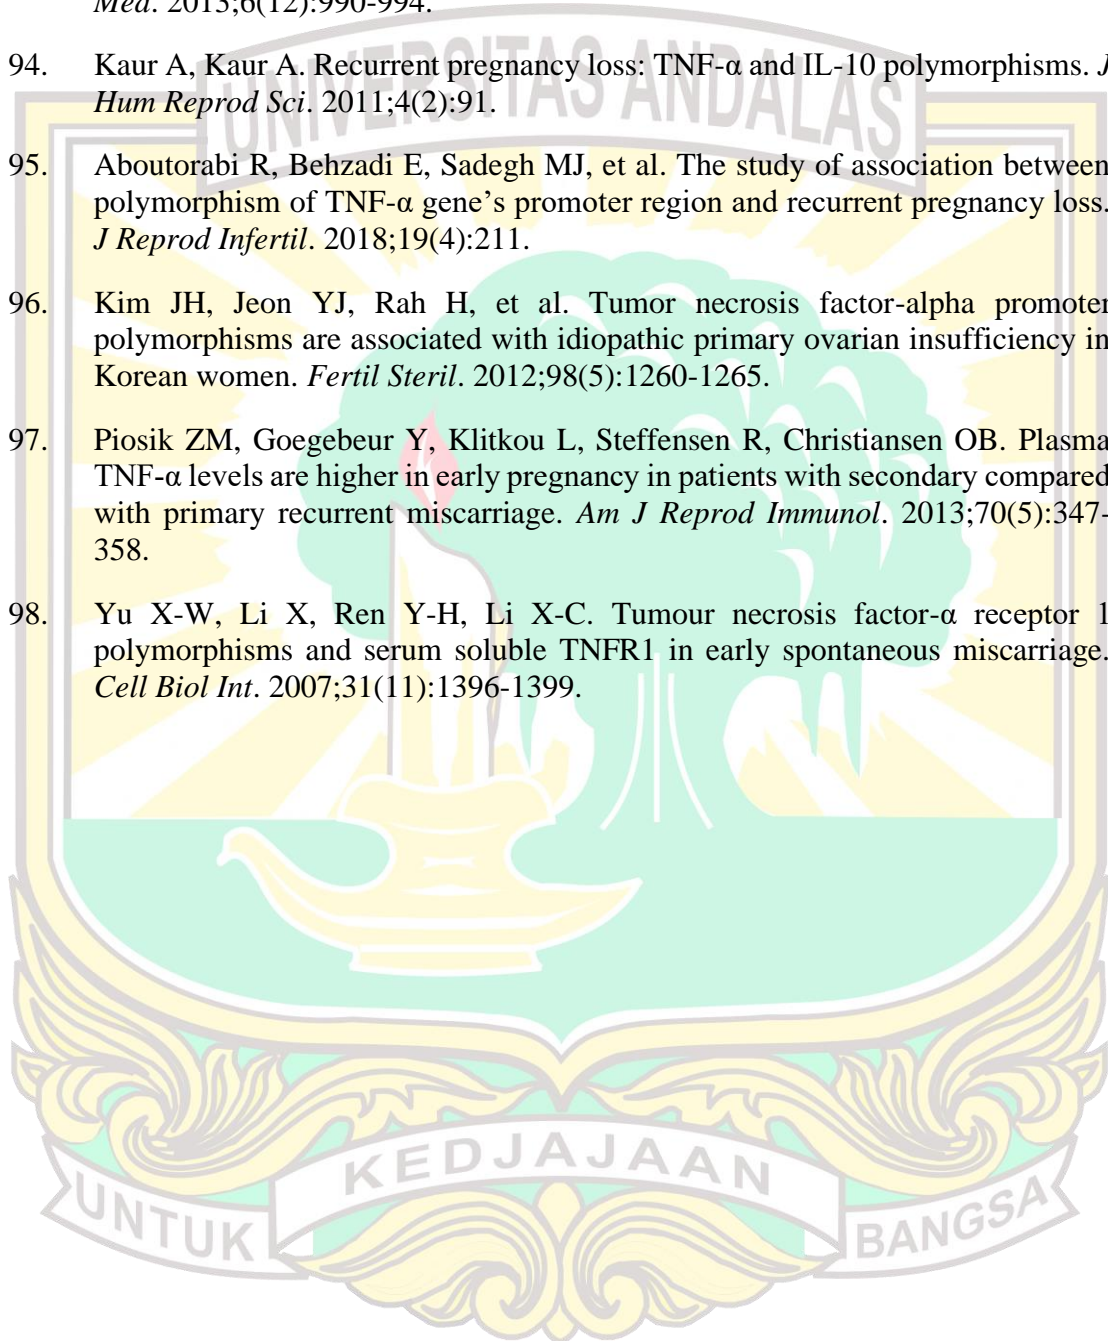 Med. 2013;6(12):990-994.
94. Kaur A, Kaur A. Recurrent pregnancy loss: TNF-α and IL-10 polymorphisms. J
Hum Reprod Sci. 2011;4(2):91.
95. Aboutorabi R, Behzadi E, Sadegh MJ, et al. The study of association between
polymorphism of TNF-α gene’s promoter region and recurrent pregnancy loss.
J Reprod Infertil. 2018;19(4):211.
96. Kim JH, Jeon YJ, Rah H, et al. Tumor necrosis factor-alpha promoter
polymorphisms are associated with idiopathic primary ovarian insufficiency in
Korean women. Fertil Steril. 2012;98(5):1260-1265.
97. Piosik ZM, Goegebeur Y, Klitkou L, Steffensen R, Christiansen OB. Plasma
TNF-α levels are higher in early pregnancy in patients with secondary compared
with primary recurrent miscarriage. Am J Reprod Immunol. 2013;70(5):347-
358.
98. Yu X-W, Li X, Ren Y-H, Li X-C. Tumour necrosis factor-α receptor 1
polymorphisms and serum soluble TNFR1 in early spontaneous miscarriage.
Cell Biol Int. 2007;31(11):1396-1399.
UNIVERSITAS ANDALAS
UNTUK KEDJAJAAN BANGSA